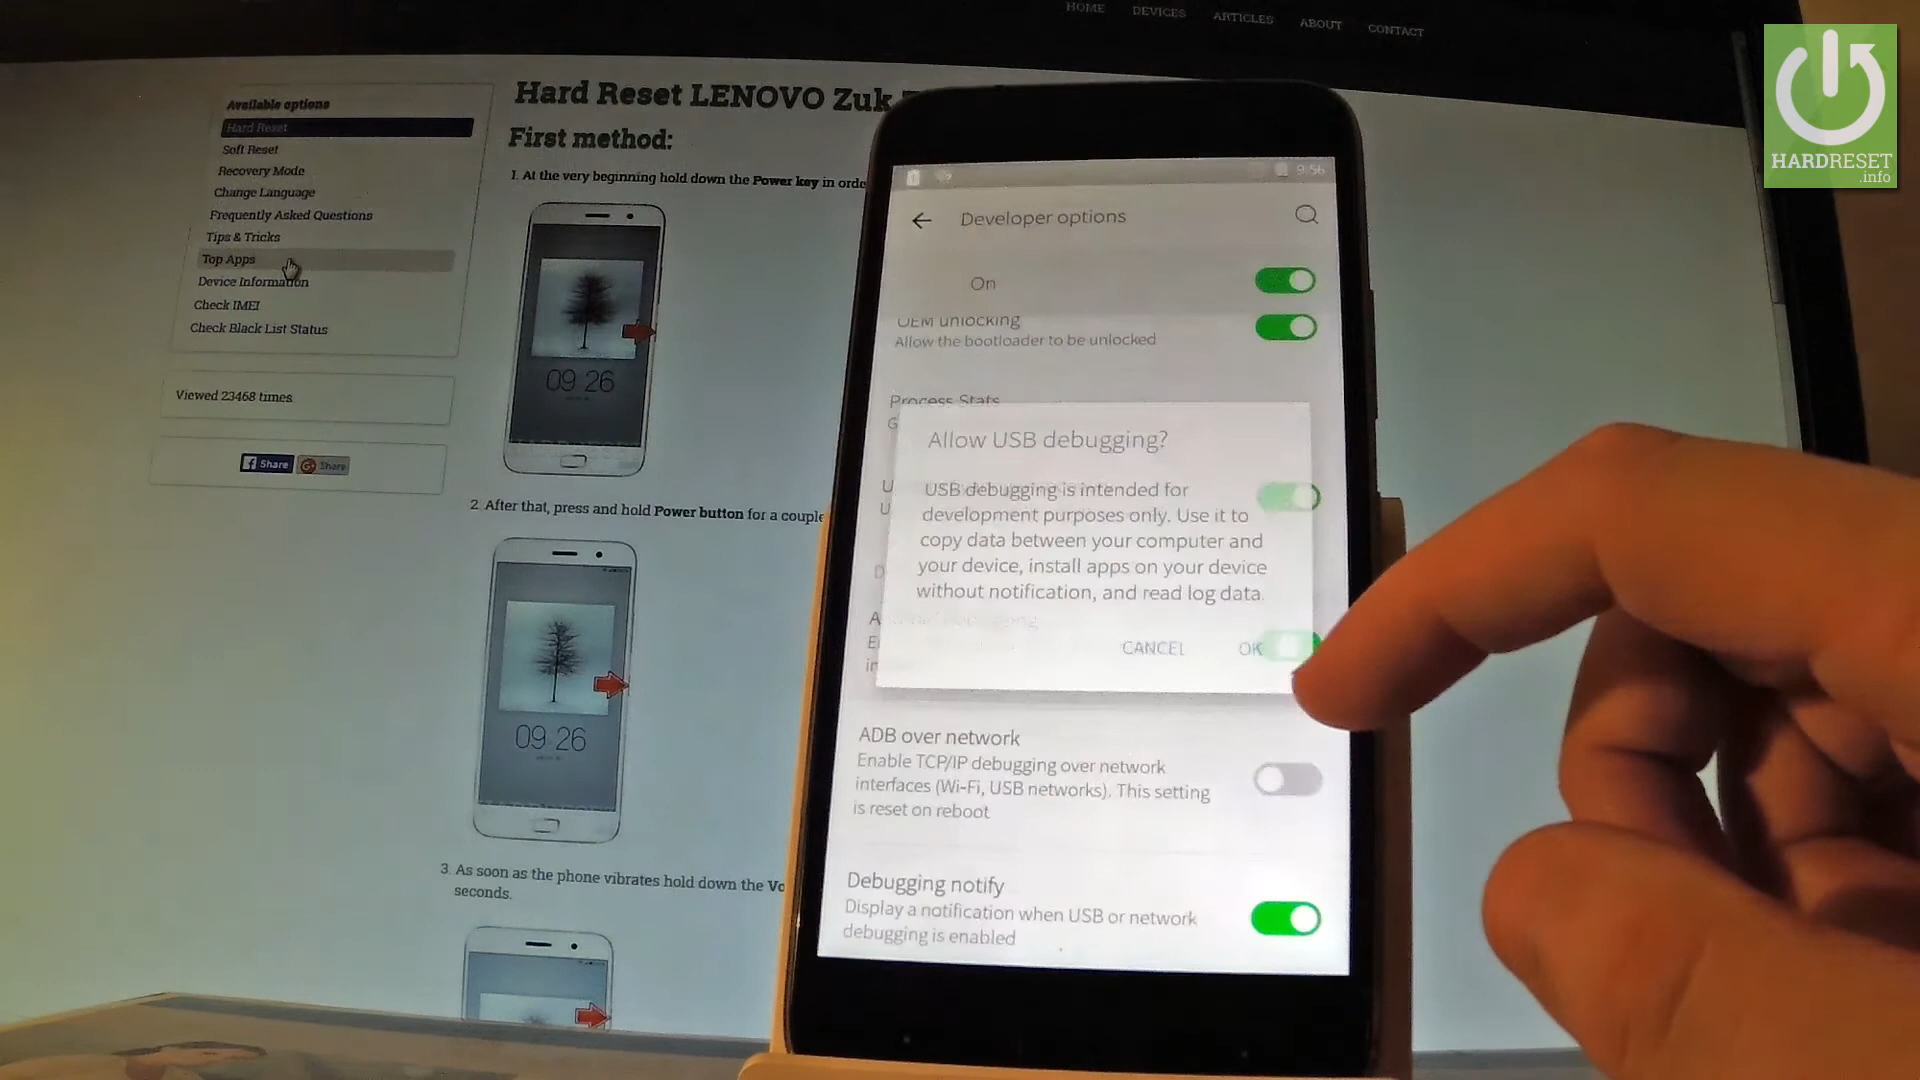 HOME DEVICES ARTICLES ABOUT CONTACT
HARDRESET
.info
Available options
Hard Reset
Soft Reset
Recovery Mode
Change Language
Frequently Asked Questions
Tips & Tricks
Top Apps
Device Information
Check IMEI
Check Black List Status
Viewed 23468 times
Share
Share
Hard Reset LENOVO Zuk
First method:
1. At the very beginning hold down the Power key in
09 26
2. After that, press and hold Power button for a
09 26
3. As soon as the phone vibrates hold down the
seconds.
9:56
Developer options
On
OEM unlocking
Allow the bootloader to be unlocked
Process Stats
Allow USB debugging?
USB debugging is intended for
development purposes only. Use it to
copy data between your computer and
your device, install apps on your device
without notification, and read log data.
CANCEL OK
ADB over network
Enable TCP/IP debugging over network
interfaces (Wi-Fi, USB networks). This setting
is reset on reboot
Debugging notify
Display a notification when USB or network
debugging is enabled